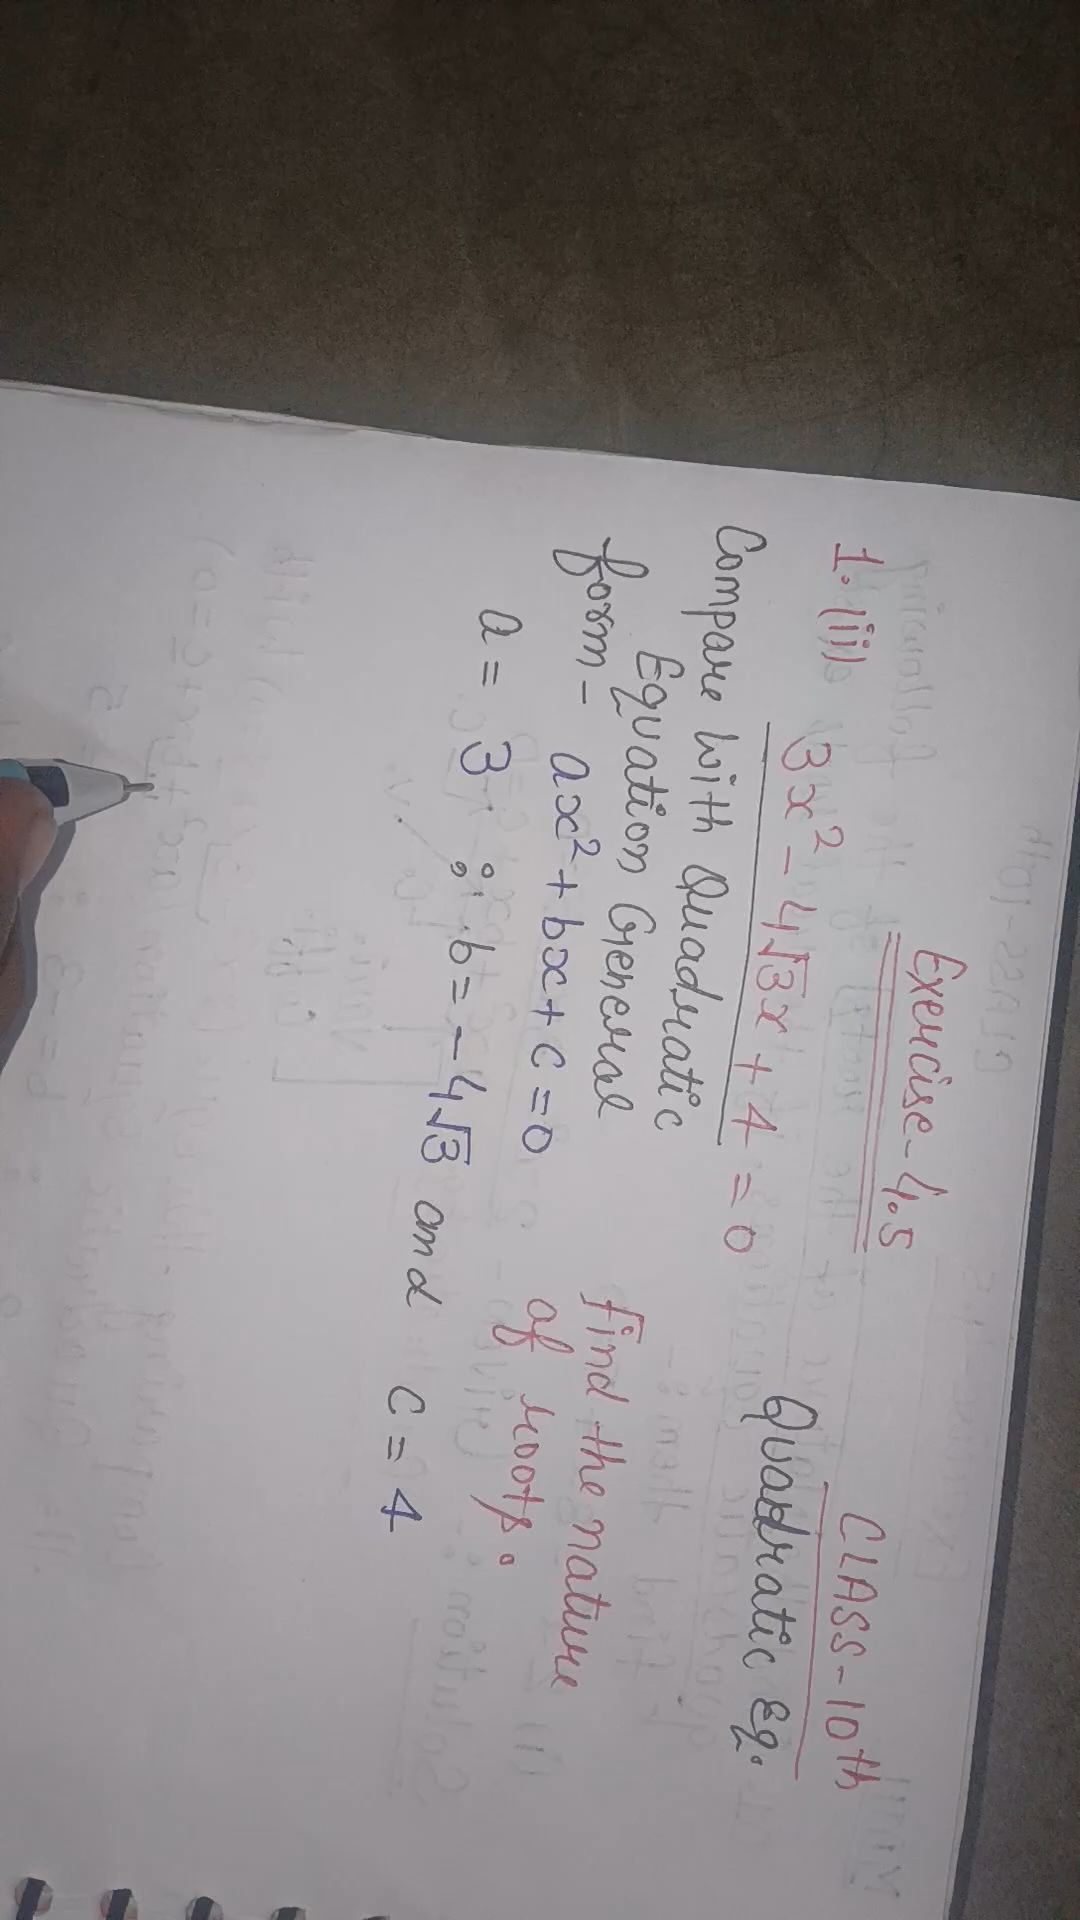 Exercise-4.5
CLASS-10th
Quadratic Eq.
1.(ii) 3x² - 4√3x + 4 = 0
Compare with Quadratic
Equation General
form - ax² + bx + c = 0
find the nature
of roots.
a = 3 ; b = -4√3 and c = 4